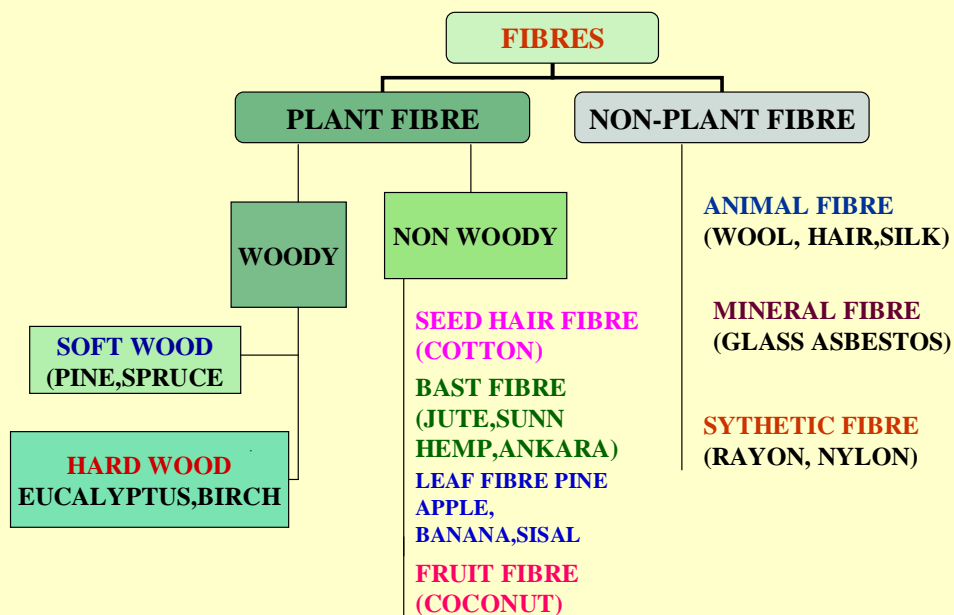 FIBRES
PLANT FIBRE
NON-PLANT FIBRE
WOODY
NON WOODY
SOFT WOOD
(PINE,SPRUCE
HARD WOOD
EUCALYPTUS,BIRCH
SEED HAIR FIBRE
(COTTON)
BAST FIBRE
(JUTE,SUNN
HEMP,ANKARA)
LEAF FIBRE PINE
APPLE,
BANANA,SISAL
FRUIT FIBRE
(COCONUT)
ANIMAL FIBRE
(WOOL, HAIR,SILK)
MINERAL FIBRE
(GLASS ASBESTOS)
SYTHETIC FIBRE
(RAYON, NYLON)